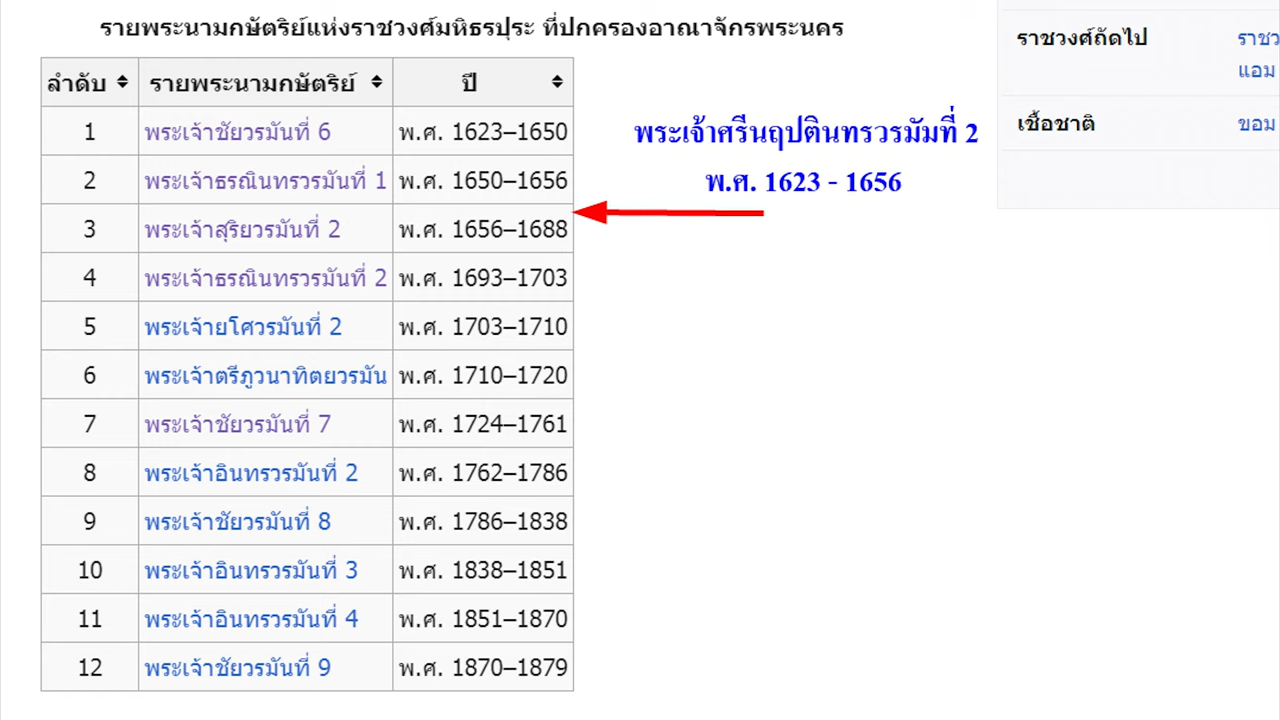 รายพระนามกษัตริย์แห่งราชวงศ์มหิธรปุระ ที่ปกครองอาณาจักรพระนคร
ลำดับ รายพระนามกษัตริย์ ปี
1 พระเจ้าชัยวรมันที่ 6 พ.ศ. 1623–1650
2 พระเจ้าธรณินทรวรมันที่ 1 พ.ศ. 1650–1656
3 พระเจ้าสุริยวรมันที่ 2 พ.ศ. 1656–1688
4 พระเจ้าธรณินทรวรมันที่ 2 พ.ศ. 1693–1703
5 พระเจ้ายโศวรมันที่ 2 พ.ศ. 1703–1710
6 พระเจ้าตรีภูวนาทิตยวรมัน พ.ศ. 1710–1720
7 พระเจ้าชัยวรมันที่ 7 พ.ศ. 1724–1761
8 พระเจ้าอินทรวรมันที่ 2 พ.ศ. 1762–1786
9 พระเจ้าชัยวรมันที่ 8 พ.ศ. 1786–1838
10 พระเจ้าอินทรวรมันที่ 3 พ.ศ. 1838–1851
11 พระเจ้าอินทรวรมันที่ 4 พ.ศ. 1851–1870
12 พระเจ้าชัยวรมันที่ 9 พ.ศ. 1870–1879
พระเจ้าศรีนฤปตินทรวรมัมที่ 2
พ.ศ. 1623 - 1656
ราชวงศ์ถัดไป ราชว
แอม
เชื้อชาติ ขอม